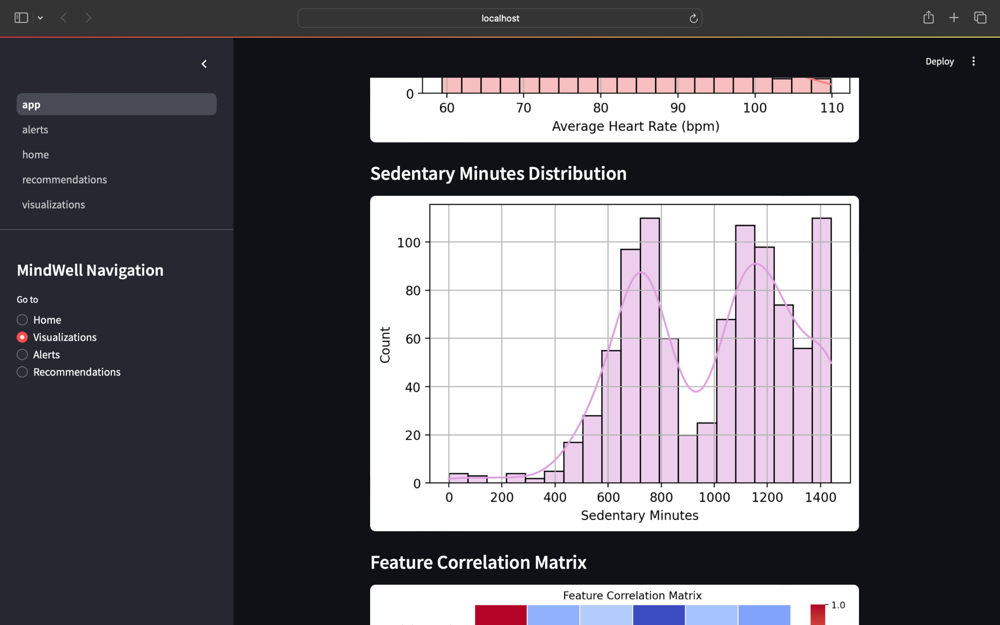 localhost
Deploy
app
alerts
home
recommendations
visualizations
MindWell Navigation
Go to
Home
Visualizations
Alerts
Recommendations
0
60 70 80 90 100 110
Average Heart Rate (bpm)
Sedentary Minutes Distribution
100
80
60
40
20
0
Count
0 200 400 600 800 1000 1200 1400
Sedentary Minutes
Feature Correlation Matrix
Feature Correlation Matrix
1.0